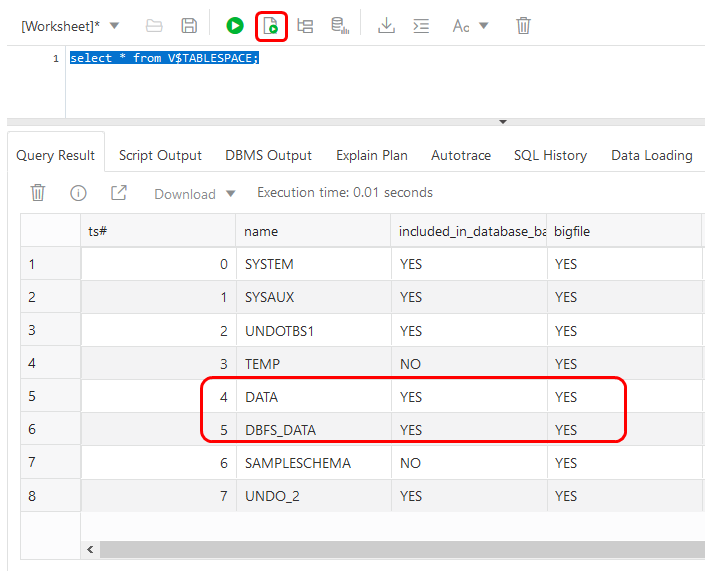 [Worksheet]* Aa
1 select * from V$TABLESPACE;
Query Result Script Output DBMS Output Explain Plan Autotrace SQL History Data Loading
Download Execution time: 0.01 seconds
ts# name included_in_database_ba bigfile
1 0 SYSTEM YES YES
2 1 SYSAUX YES YES
3 2 UNDOTBS1 YES YES
4 3 TEMP NO YES
5 4 DATA YES YES
6 5 DBFS_DATA YES YES
7 6 SAMPLESCHEMA NO YES
8 7 UNDO_2 YES YES